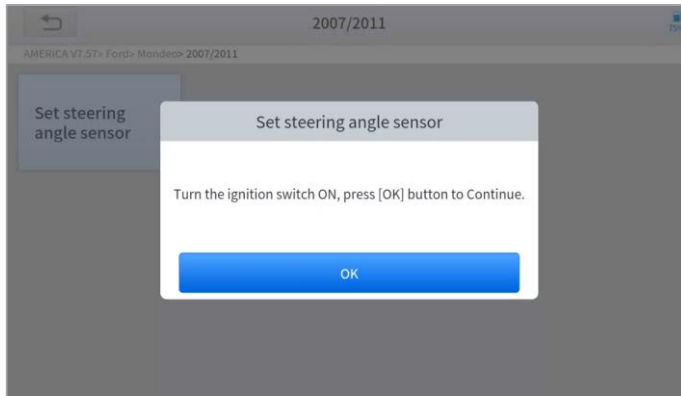 2007/2011
AMERICA V7.57> Ford> Mondeo> 2007/2011
Set steering
angle sensor
Set steering angle sensor
Turn the ignition switch ON, press [OK] button to Continue.
OK